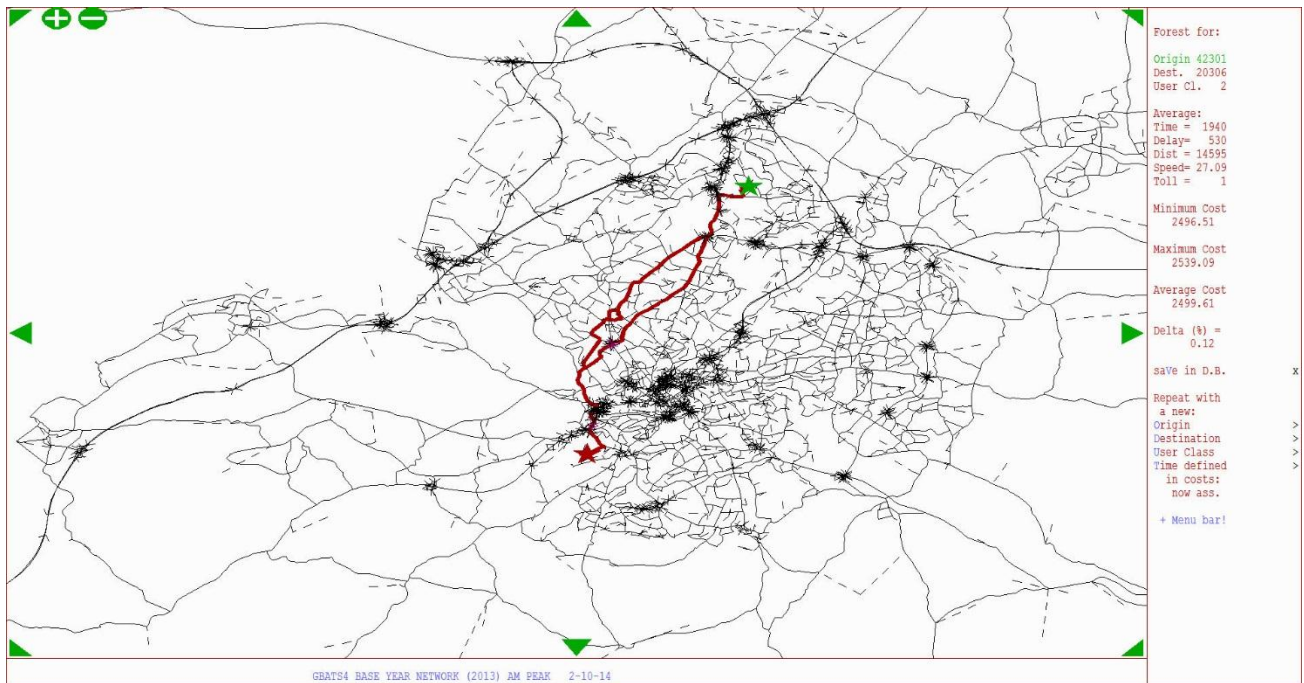 Forest for:
Origin 42301
Dest. 20306
User Cl. 2
Average:
Time = 1940
Delay= 530
Dist = 14595
Speed= 27.09
Toll = 1
Minimum Cost
2496.51
Maximum Cost
2539.09
Average Cost
2499.61
Delta (%) =
0.12
saVe in D.B. x
Repeat with
a new:
Origin >
Destination >
User Class >
Time defined >
in costs:
now ass.
+ Menu bar!
GBATS4 BASE YEAR NETWORK (2013) AM PEAK 2-10-14